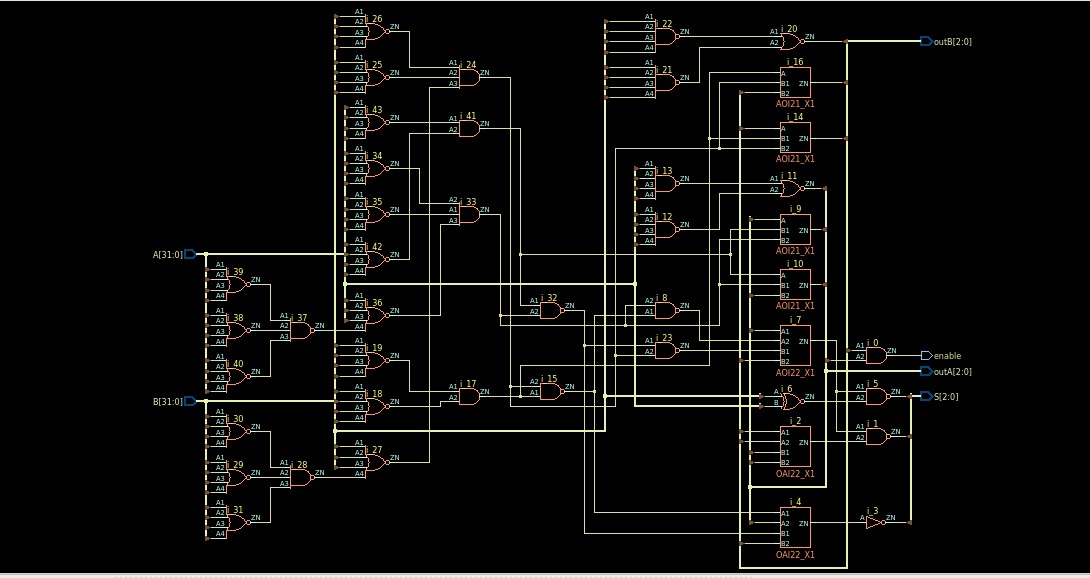 A[31:0]
B[31:0]
i_39
A1
A2
A3
A4
ZN
i_38
A1
A2
A3
A4
ZN
i_40
A1
A2
A3
A4
ZN
i_37
A1
A2
A3
ZN
i_30
A1
A2
A3
A4
ZN
i_29
A1
A2
A3
A4
ZN
i_31
A1
A2
A3
A4
ZN
i_28
A1
A2
A3
ZN
i_26
A1
A2
A3
A4
ZN
i_25
A1
A2
A3
A4
ZN
i_43
A1
A2
A3
A4
ZN
i_34
A1
A2
A3
A4
ZN
i_35
A1
A2
A3
A4
ZN
i_42
A1
A2
A3
A4
ZN
i_36
A1
A2
A3
A4
ZN
i_19
A1
A2
A3
A4
ZN
i_18
A1
A2
A3
A4
ZN
i_27
A1
A2
A3
A4
ZN
i_24
A1
A2
A3
ZN
i_41
A1
A2
ZN
i_33
A1
A2
A3
ZN
i_17
A1
A2
ZN
i_32
A1
A2
ZN
i_15
A2
A1
ZN
i_22
A1
A2
A3
A4
ZN
i_21
A1
A2
A3
A4
ZN
i_13
A1
A2
A3
A4
ZN
i_12
A1
A2
A3
A4
ZN
i_8
A2
A1
ZN
i_23
A1
A2
ZN
i_20
A1
A2
ZN
i_16
A
B1 ZN
B2
AOI21_X1
i_14
A
B1 ZN
B2
AOI21_X1
i_11
A1
A2
ZN
i_9
A
B1 ZN
B2
AOI21_X1
i_10
A
B1 ZN
B2
AOI21_X1
i_7
A1
A2 ZN
B1
B2
AOI22_X1
i_6
A
B
ZN
i_2
A1
A2 ZN
B1
B2
OAI22_X1
i_4
A1
A2 ZN
B1
B2
OAI22_X1
i_0
A1
A2
ZN
i_5
A1
A2
ZN
i_1
A1
A2
ZN
i_3
A
ZN
outB[2:0]
enable
outA[2:0]
S[2:0]